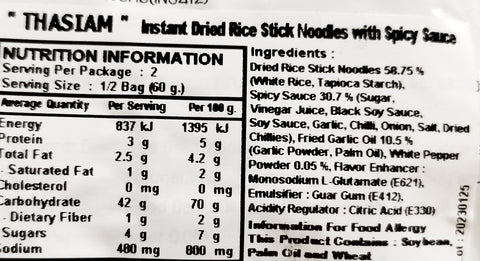 " THASIAM " Instant Dried Rice Stick Noodles with Spicy Sauce
NUTRITION INFORMATION
Serving Per Package : 2
Serving Size : 1/2 Bag (60 g.)
Average Quantity Per Serving Per 100 g.
Energy 837 kJ 1395 kJ
Protein 3 g 5 g
Total Fat 2.5 g 4.2 g
- Saturated Fat 1 g 2 g
Cholesterol 0 mg 0 mg
Carbohydrate 42 g 70 g
- Dietary Fiber 1 g 2 g
Sugars 4 g 7 g
Sodium 480 mg 800 mg
Ingredients :
Dried Rice Stick Noodles 58.75 %
(White Rice, Tapioca Starch),
Spicy Sauce 30.7 % (Sugar,
Vinegar Juice, Black Soy Sauce,
Soy Sauce, Garlic, Chilli, Onion, Salt, Dried
Chillies), Fried Garlic Oil 10.5 %
(Garlic Powder, Palm Oil), White Pepper
Powder 0.05 %, Flavor Enhancer :
Monosodium L-Glutamate (E621),
Emulsifier : Guar Gum (E412),
Acidity Regulator : Citric Acid (E330)
Information For Food Allergy
This Product Contains : Soybean,
Palm Oil and Wheat
20230125